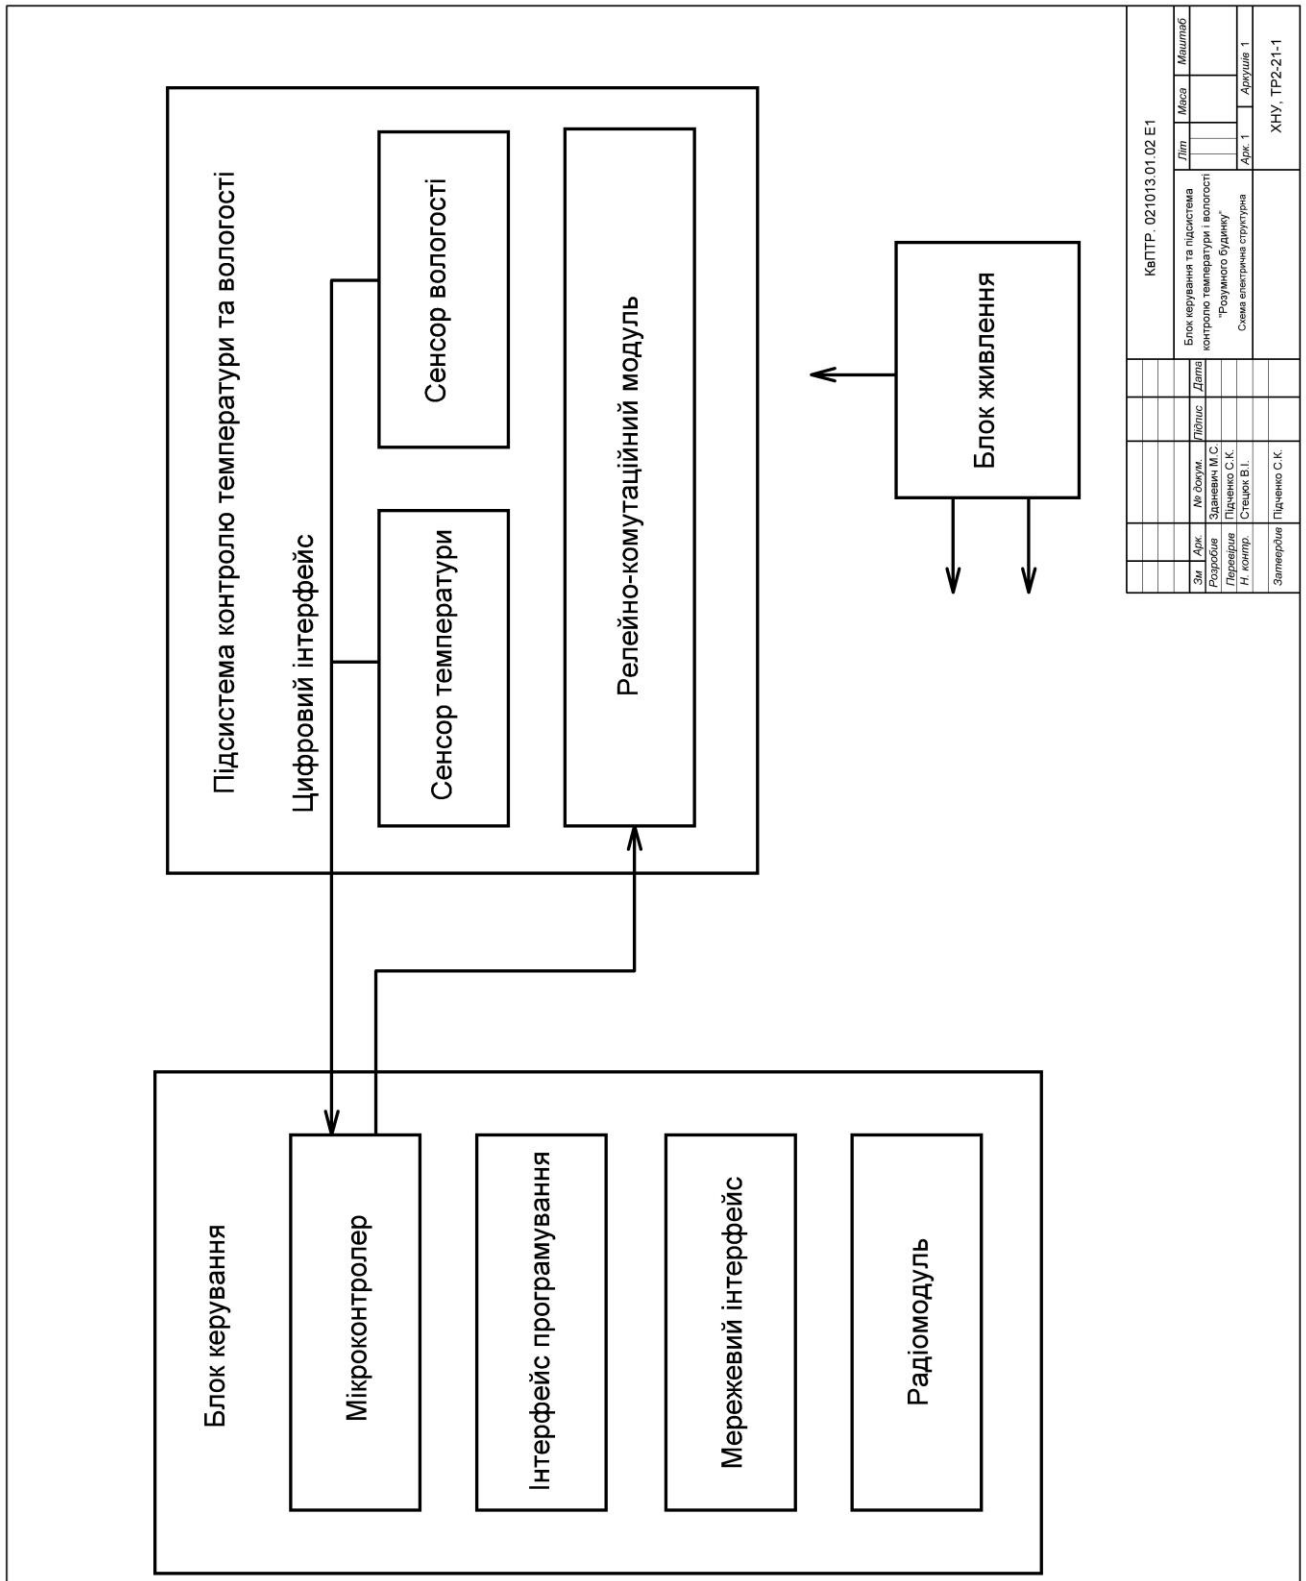 Блок керування
Мікроконтролер
Інтерфейс програмування
Мережевий інтерфейс
Радіомодуль
Підсистема контролю температури та вологості
Цифровий інтерфейс
Сенсор температури
Сенсор вологості
Релейно-комутаційний модуль
Блок живлення
КвПТР. 021013.01.02 Е1
Зм Арк. № докум. Підпис Дата
Розробив Зданевич М.С.
Перевірив Підченко С.К.
Н. контр. Стецюк В.І.
Затвердив Підченко С.К.
Блок керування та підсистема
контролю температури і вологості
"Розумного будинку"
Схема електрична структурна
Літ Маса Маштаб
Арк. 1 Аркушів 1
ХНУ, ТР2-21-1